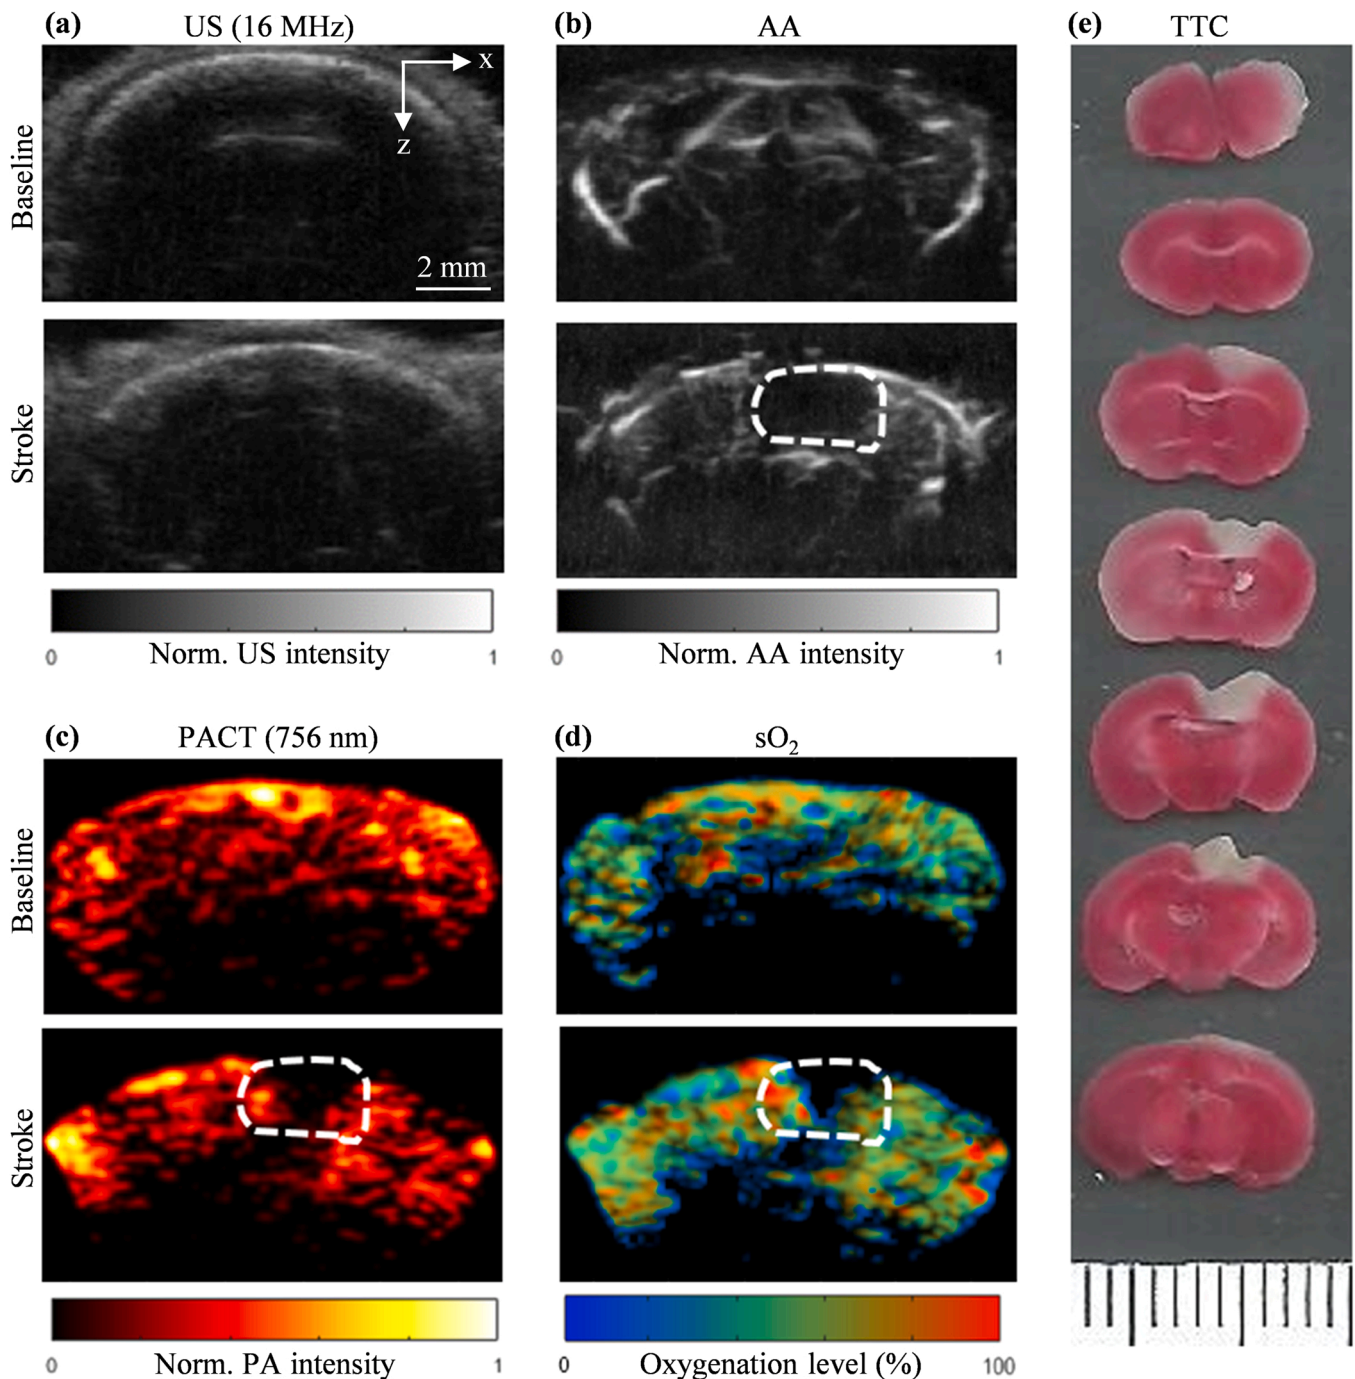 (a) US (16 MHz)
(b) AA
(e) TTC
Baseline
x
z
2 mm
Stroke
0 Norm. US intensity 1
0 Norm. AA intensity 1
(c) PACT (756 nm)
(d) sO₂
Baseline
Stroke
0 Norm. PA intensity 1
0 Oxygenation level (%) 100